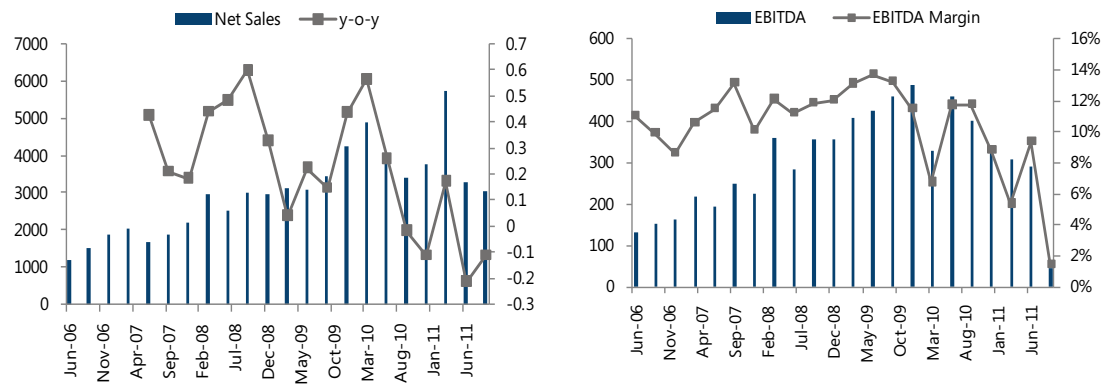 Net Sales y-o-y
7000
6000
5000
4000
3000
2000
1000
0
0.7
0.6
0.5
0.4
0.3
0.2
0.1
0
-0.1
-0.2
-0.3
Jun-06
Nov-06
Apr-07
Sep-07
Feb-08
Jul-08
Dec-08
May-09
Oct-09
Mar-10
Aug-10
Jan-11
Jun-11
EBITDA EBITDA Margin
600
500
400
300
200
100
0
16%
14%
12%
10%
8%
6%
4%
2%
0%
Jun-06
Nov-06
Apr-07
Sep-07
Feb-08
Jul-08
Dec-08
May-09
Oct-09
Mar-10
Aug-10
Jan-11
Jun-11